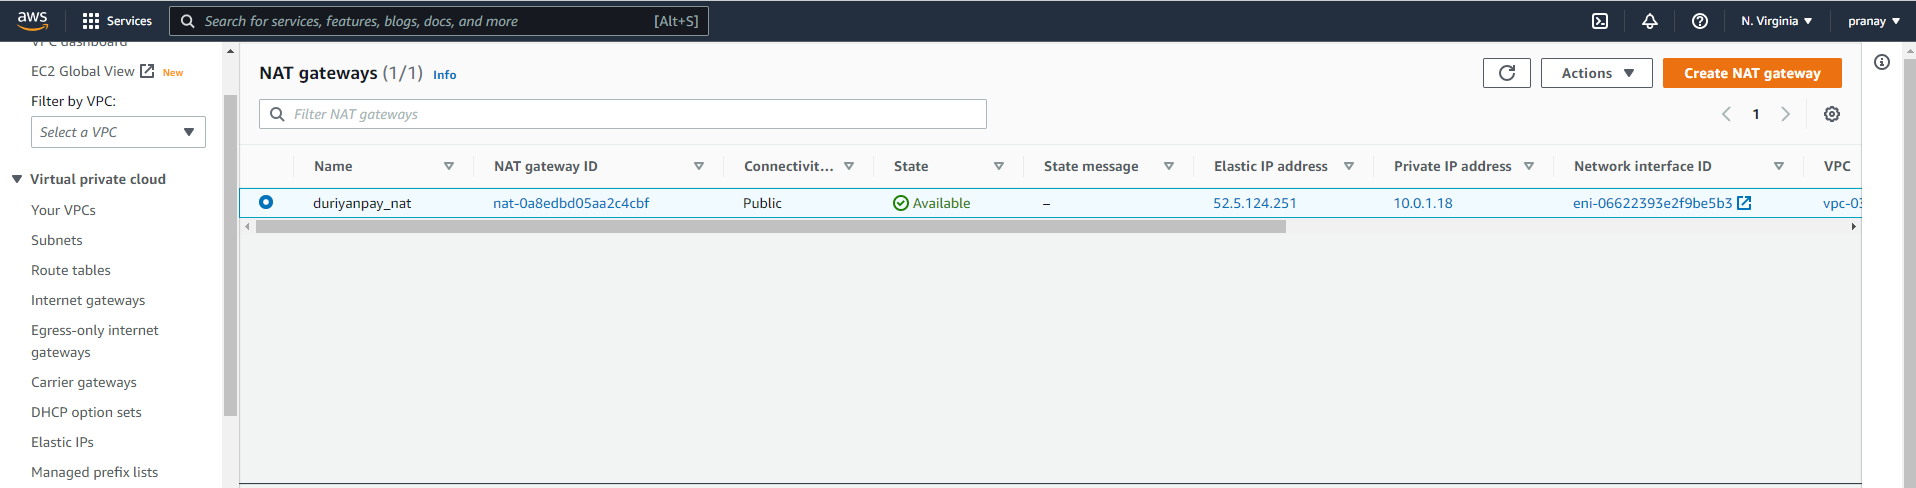 aws Services Search for services, features, blogs, docs, and more [Alt+S] N. Virginia pranay
VPC dashboard
EC2 Global View New
Filter by VPC:
Select a VPC
Virtual private cloud
Your VPCs
Subnets
Route tables
Internet gateways
Egress-only internet
gateways
Carrier gateways
DHCP option sets
Elastic IPs
Managed prefix lists
NAT gateways (1/1) Info Actions Create NAT gateway
Filter NAT gateways 1
Name NAT gateway ID Connectivit... State State message Elastic IP address Private IP address Network interface ID VPC
duriyanpay_nat nat-0a8edbd05aa2c4cbf Public Available – 52.5.124.251 10.0.1.18 eni-06622393e2f9be5b3 vpc-03